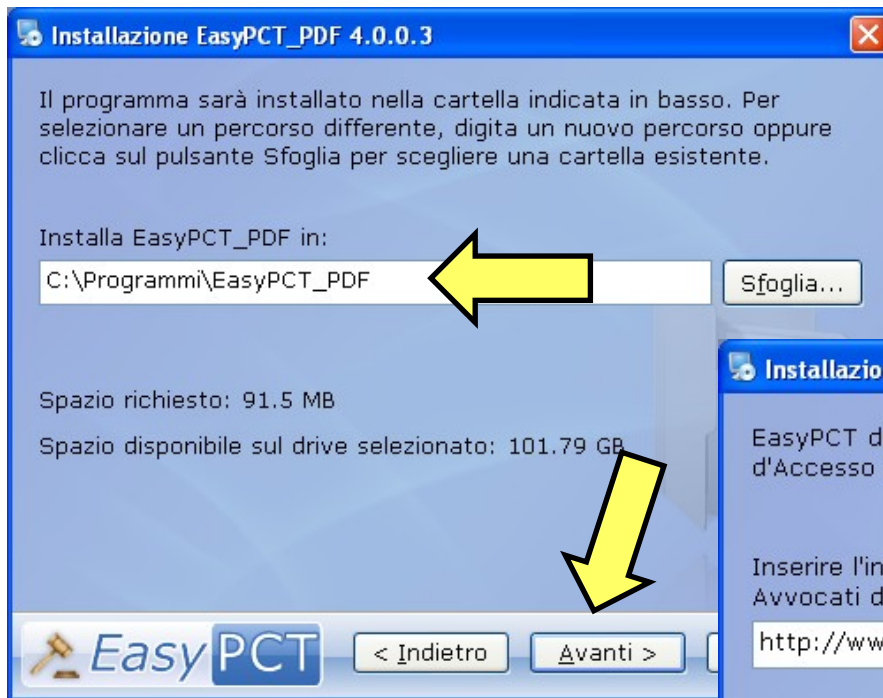 Installazione EasyPCT_PDF 4.0.0.3
Il programma sarà installato nella cartella indicata in basso. Per
selezionare un percorso differente, digita un nuovo percorso oppure
clicca sul pulsante Sfoglia per scegliere una cartella esistente.
Installa EasyPCT_PDF in:
C:\Programmi\EasyPCT_PDF
Sfoglia...
Spazio richiesto: 91.5 MB
Spazio disponibile sul drive selezionato: 101.79 GB
EasyPCT
< Indietro
Avanti >
Installazio
EasyPCT d
d'Accesso
Inserire l'in
Avvocati d
http://ww